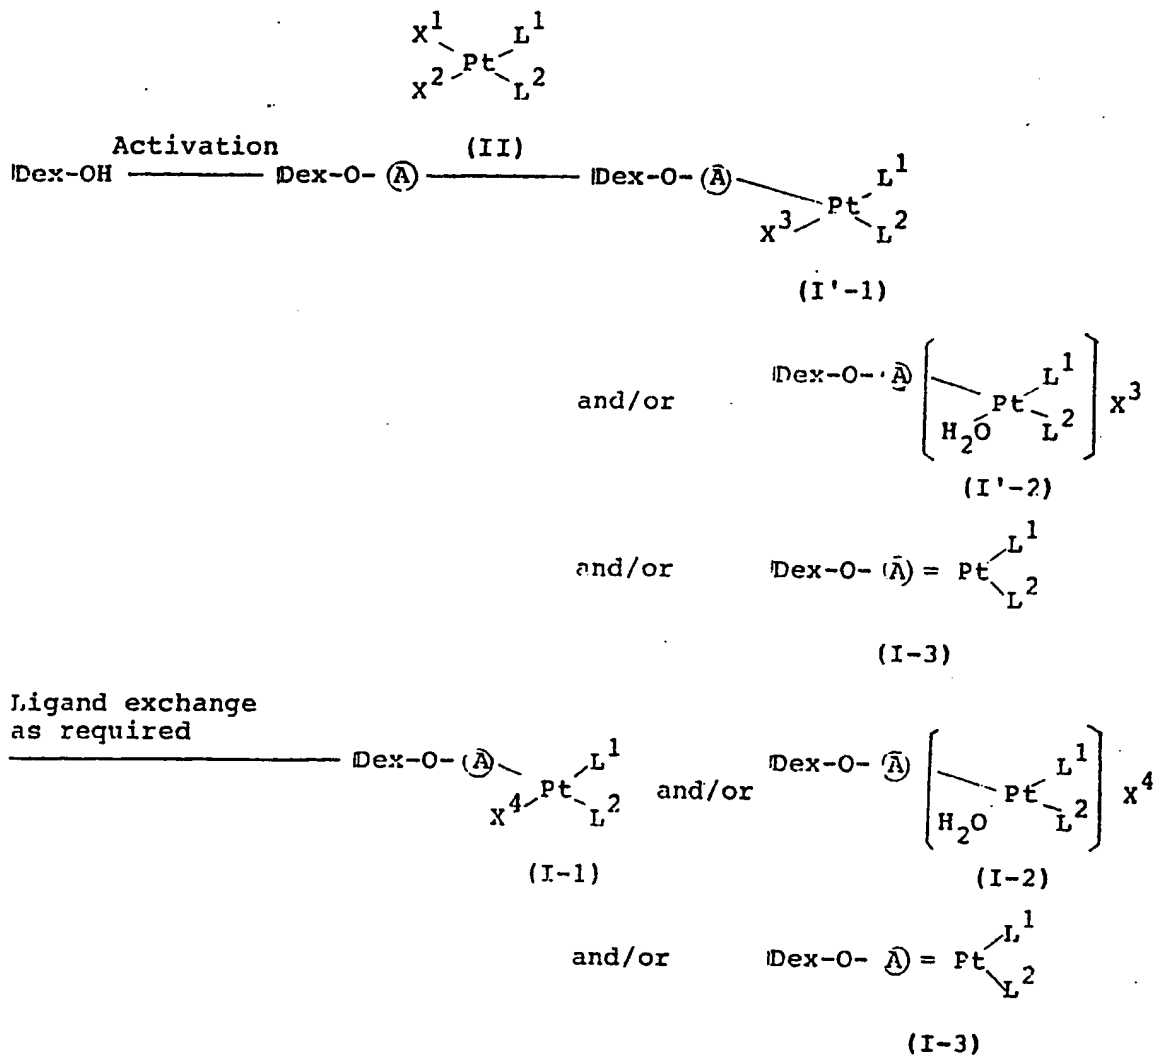 X¹ L¹
Pt
X² L²
Activation (II)
Dex-OH Dex-O- Ⓐ Dex-O- Ⓐ L¹
Pt
X³ L²
(I'-1)
and/or Dex-O- Ⓐ [ Pt L¹ H₂O L² ] X³
(I'-2)
and/or Dex-O- Ⓐ = Pt L¹ L²
(I-3)
Ligand exchange
as required
Dex-O- Ⓐ Pt L¹ X⁴ L² and/or Dex-O- Ⓐ [ Pt L¹ H₂O L² ] X⁴
(I-1) (I-2)
and/or Dex-O- Ⓐ = Pt L¹ L²
(I-3)